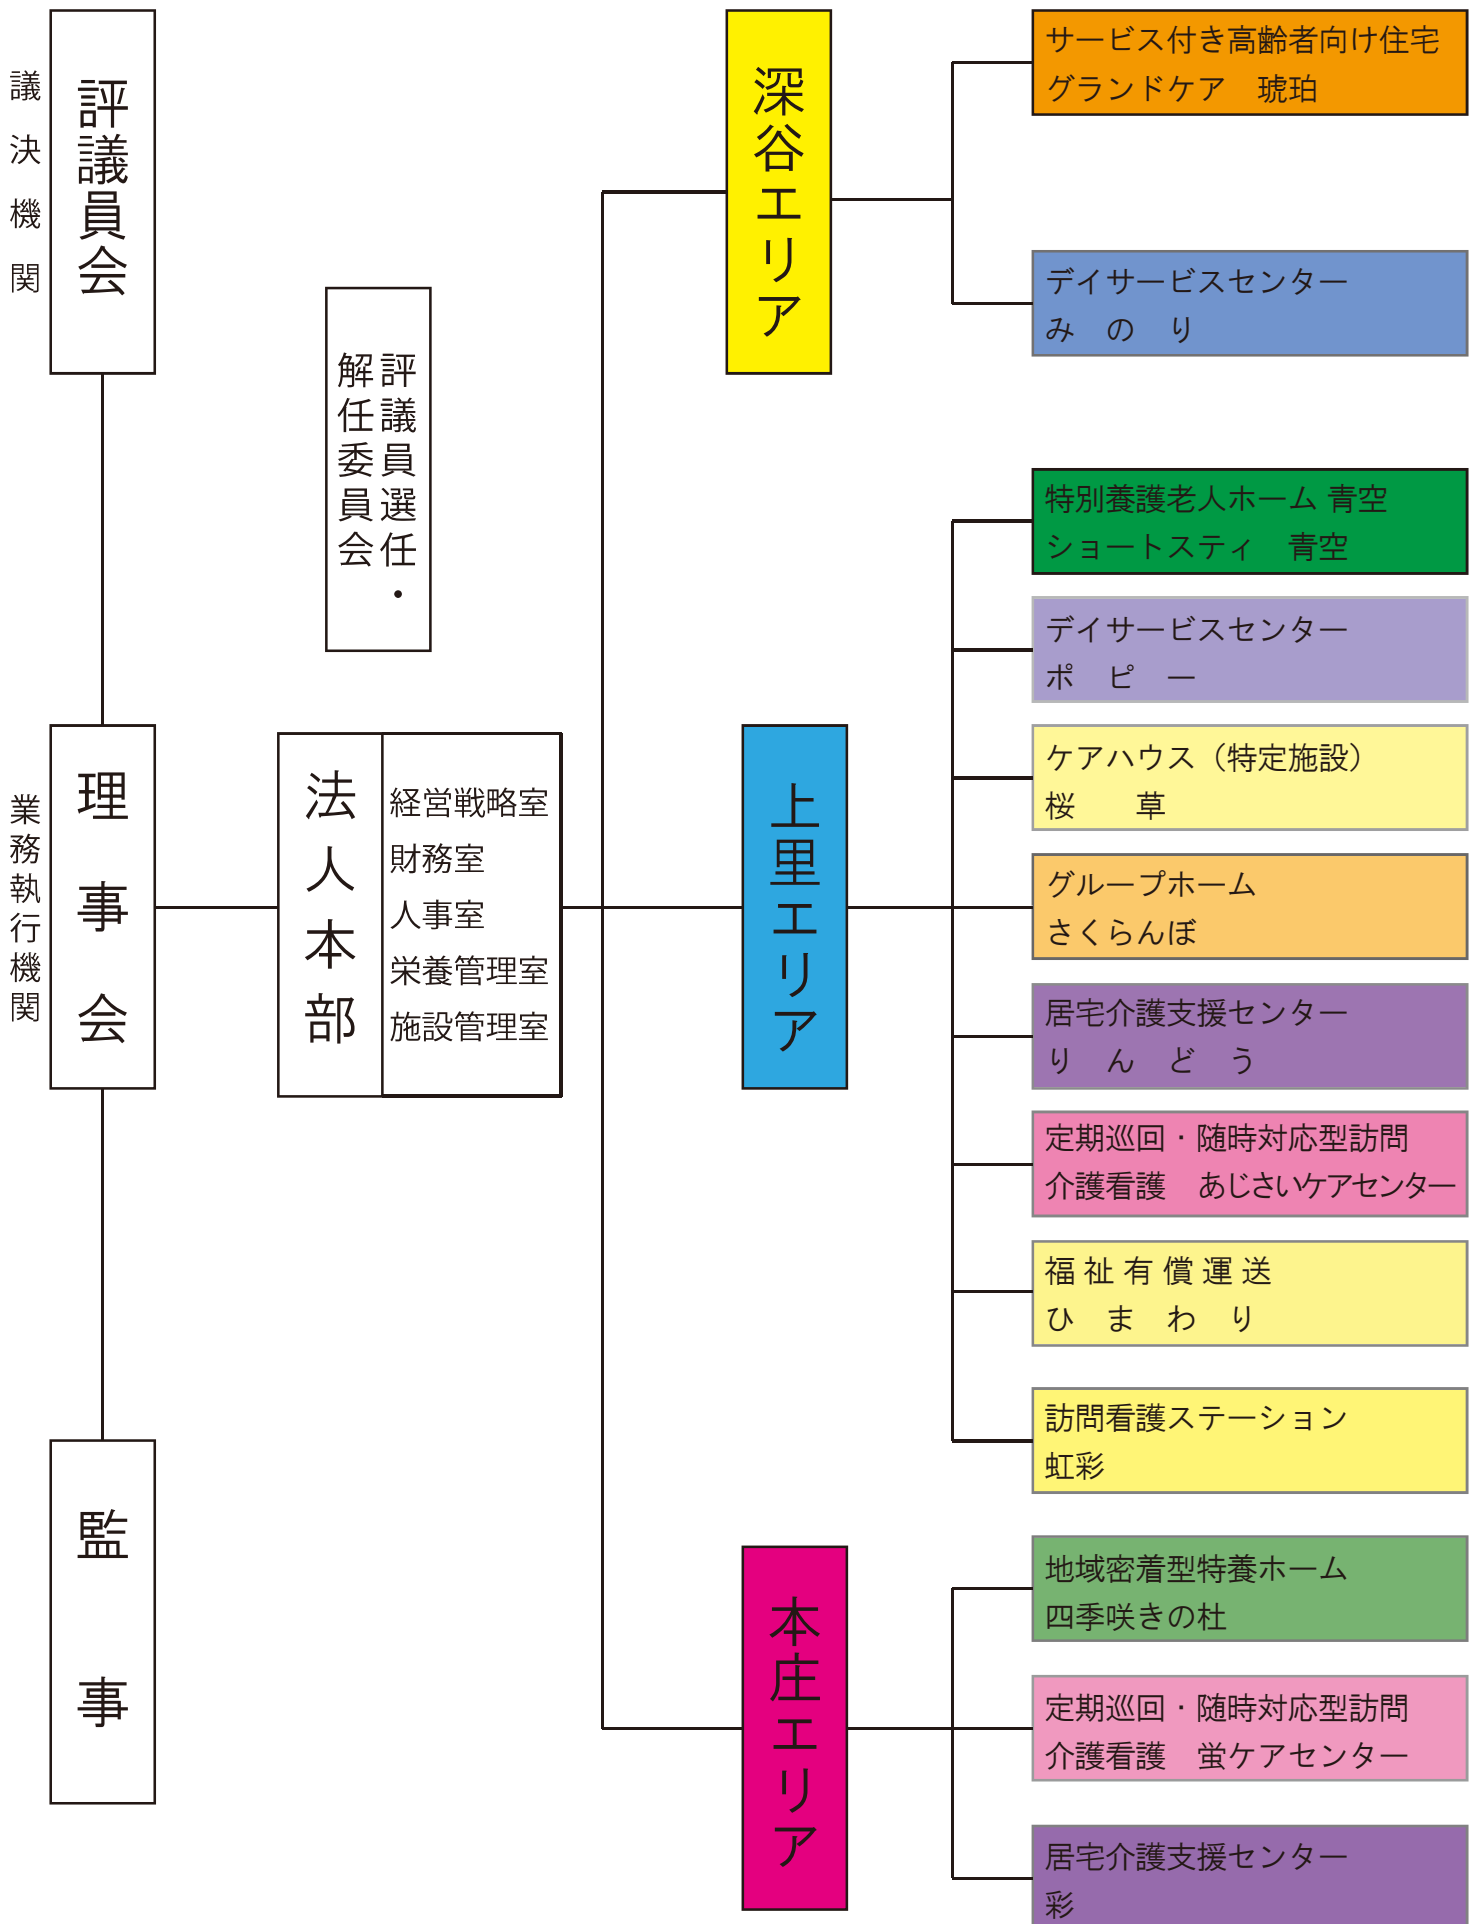 議決機関
評議員会
評議員選任・
解任委員会
業務執行機関
理事会
監事
法人本部
経営戦略室
財務室
人事室
栄養管理室
施設管理室
深谷エリア
サービス付き高齢者向け住宅
グランドケア　琥珀
デイサービスセンター
み　の　り
上里エリア
特別養護老人ホーム 青空
ショートスティ　青空
デイサービスセンター
ポ　ピ　ー
ケアハウス（特定施設）
桜　　草
グループホーム
さくらんぼ
居宅介護支援センター
り　ん　ど　う
定期巡回・随時対応型訪問
介護看護　あじさいケアセンター
福 祉 有 償 運 送
ひ　ま　わ　り
訪問看護ステーション
虹彩
本庄エリア
地域密着型特養ホーム
四季咲きの杜
定期巡回・随時対応型訪問
介護看護　蛍ケアセンター
居宅介護支援センター
彩